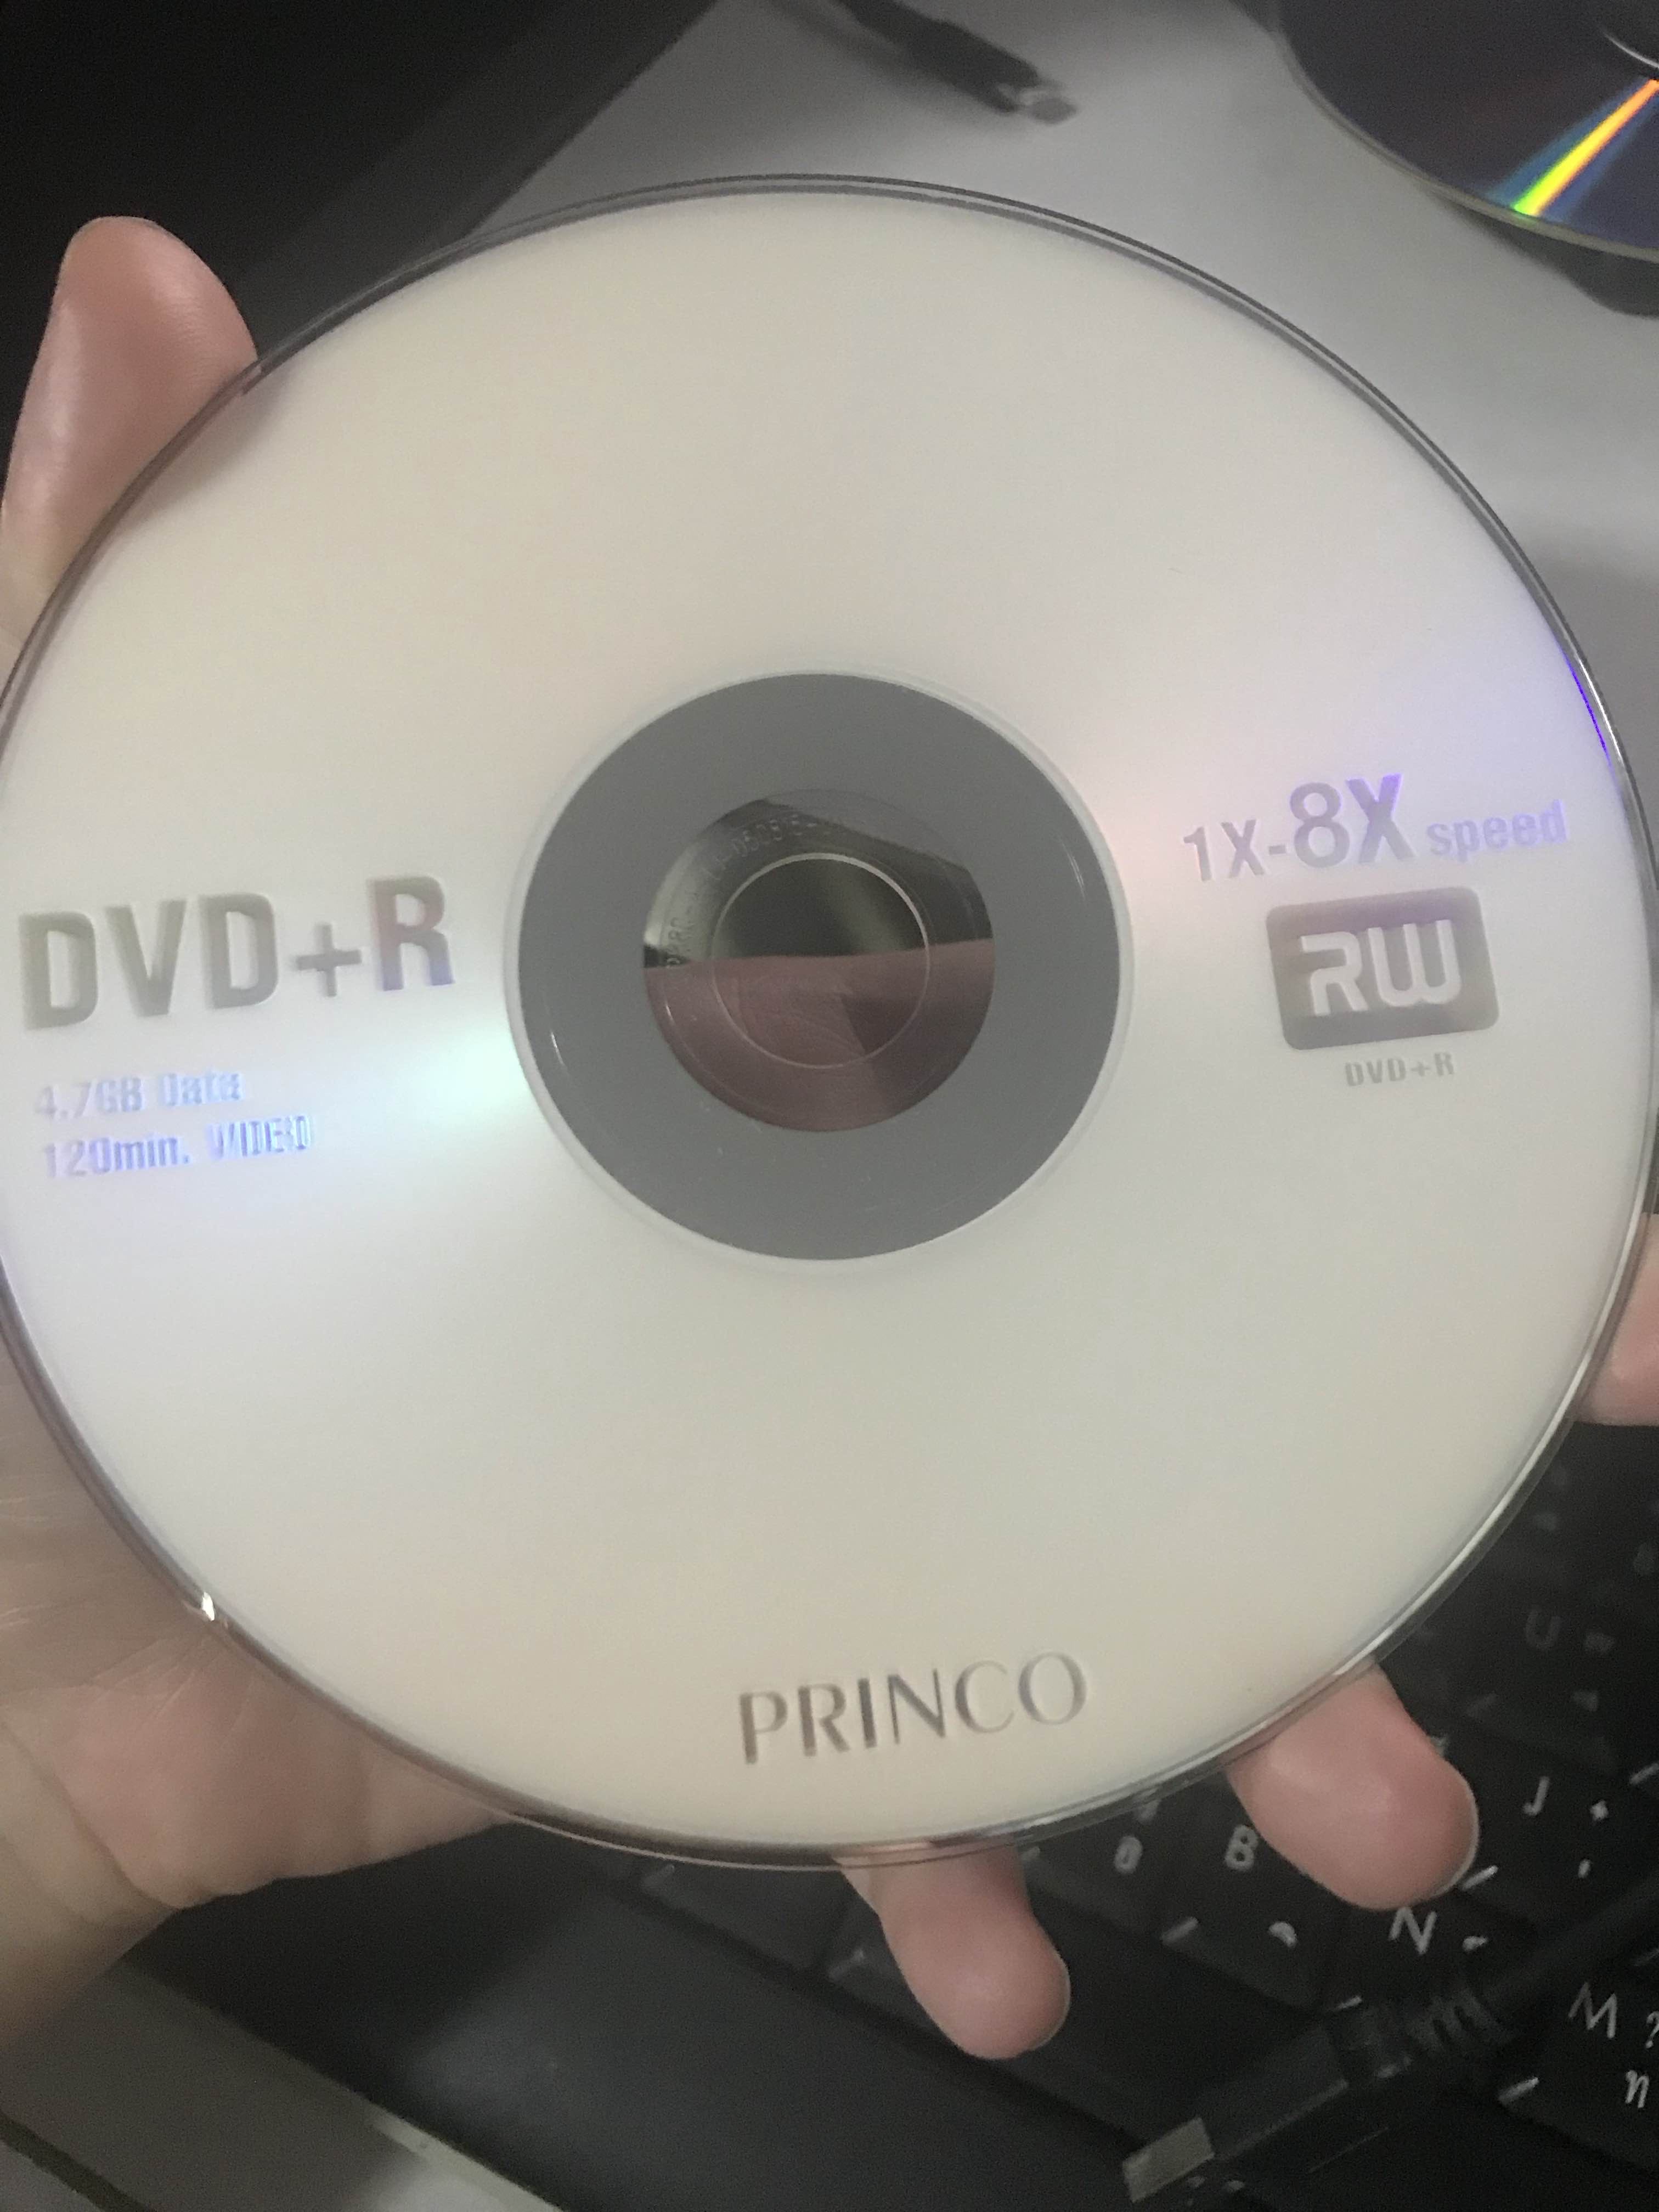 DVD+R
4.7GB Data
120min. VIDEO
1X-8X speed
RW
DVD+R
PRINCO
J
B
N
M ?
n
U